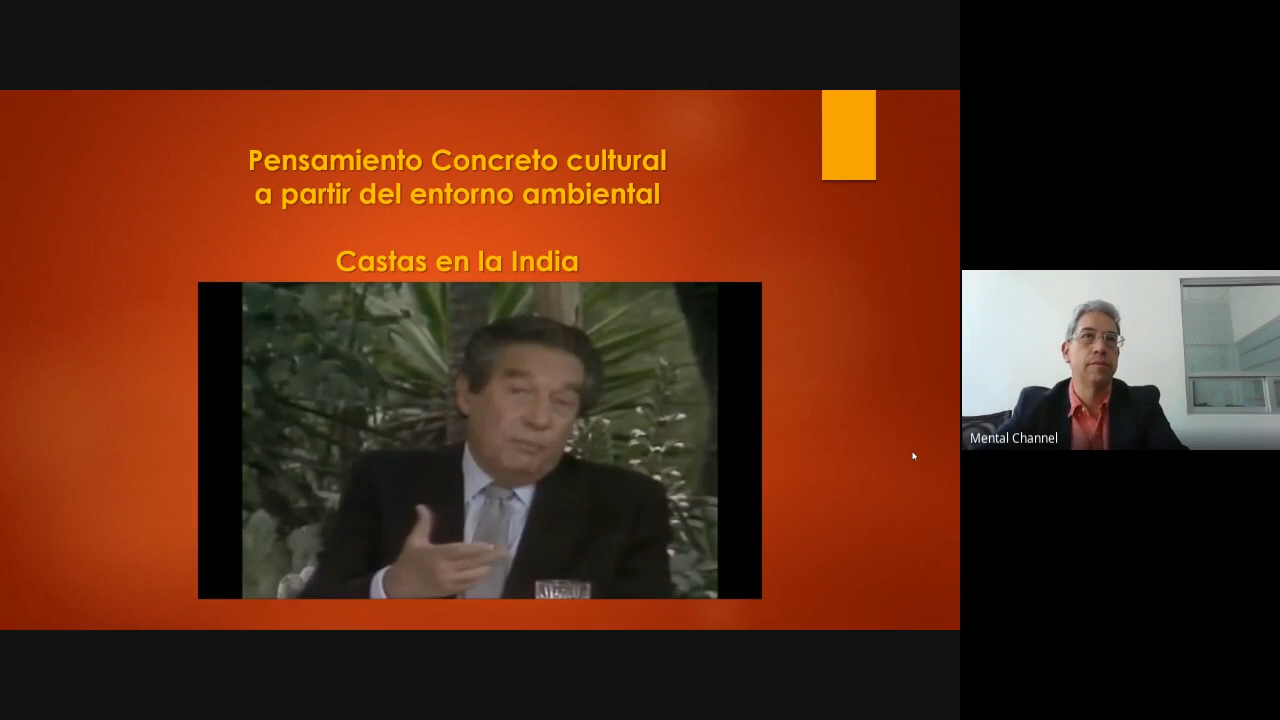 Pensamiento Concreto cultural
a partir del entorno ambiental
Castas en la India
Mental Channel